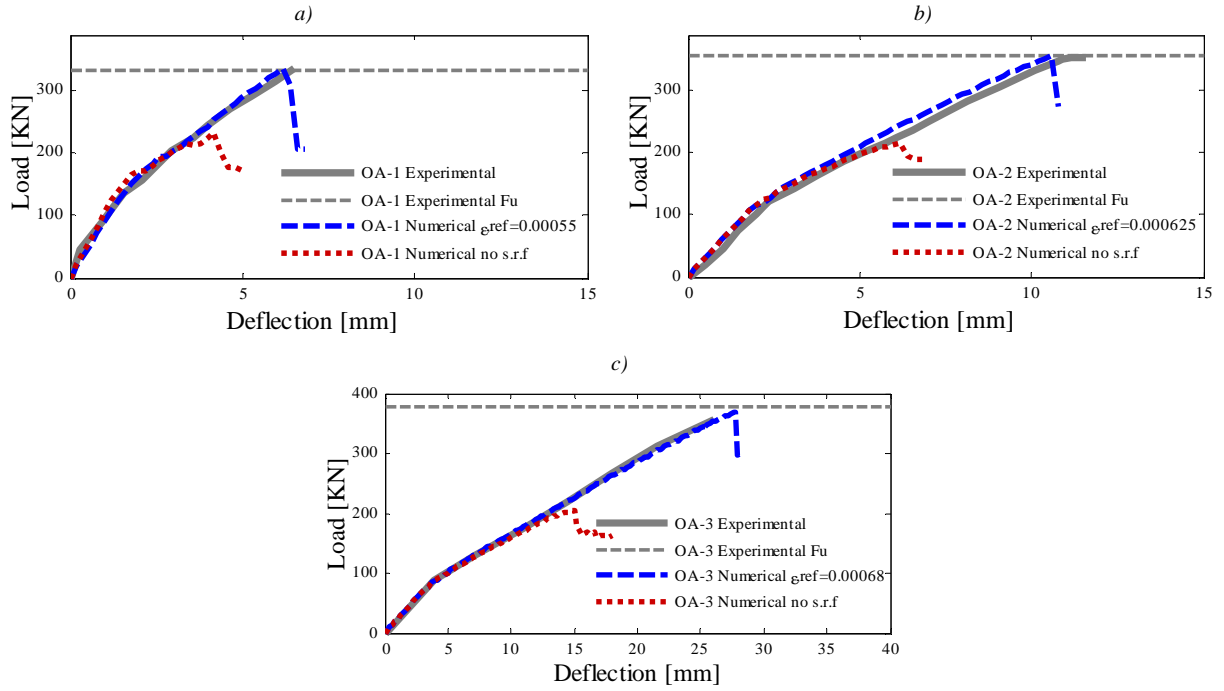 a)
Load [KN]
300
200
100
0
OA-1 Experimental
OA-1 Experimental Fu
OA-1 Numerical εref=0.00055
OA-1 Numerical no s.r.f
0 5 10 15
Deflection [mm]
b)
Load [KN]
300
200
100
0
OA-2 Experimental
OA-2 Experimental Fu
OA-2 Numerical εref=0.000625
OA-2 Numerical no s.r.f
0 5 10 15
Deflection [mm]
c)
Load [KN]
400
300
200
100
0
OA-3 Experimental
OA-3 Experimental Fu
OA-3 Numerical εref=0.00068
OA-3 Numerical no s.r.f
0 5 10 15 20 25 30 35 40
Deflection [mm]